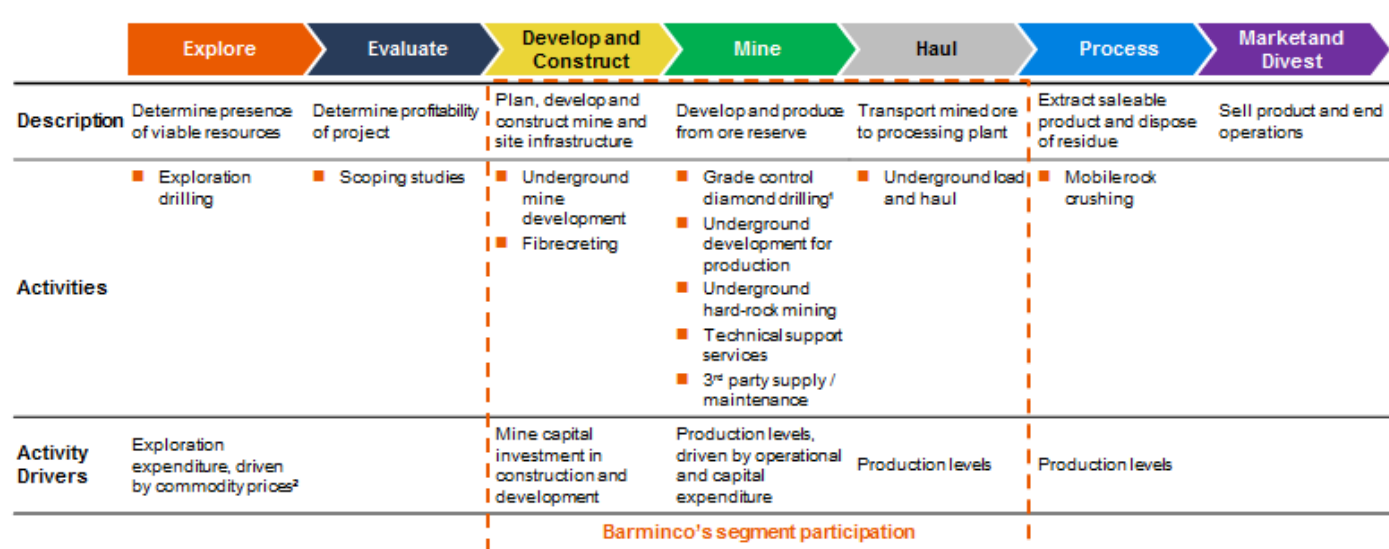 Explore
Evaluate
Develop and
Construct
Mine
Haul
Process
Market and
Divest
Description
Determine presence
of viable resources
Determine profitability
of project
Plan, develop and
construct mine and
site infrastructure
Develop and produce
from ore reserve
Transport mined ore
to processing plant
Extract saleable
product and dispose
of residue
Sell product and end
operations
Activities
■ Exploration
drilling
■ Scoping studies
■ Underground
mine
development
■ Fibrecreting
■ Grade control
diamond drilling¹
■ Underground
development for
production
■ Underground
hard-rock mining
■ Technical support
services
■ 3rd party supply /
maintenance
■ Underground load
and haul
■ Mobile rock
crushing
Activity
Drivers
Exploration
expenditure, driven
by commodity prices²
Mine capital
investment in
construction and
development
Production levels,
driven by operational
and capital
expenditure
Production levels
Production levels
Barminco's segment participation